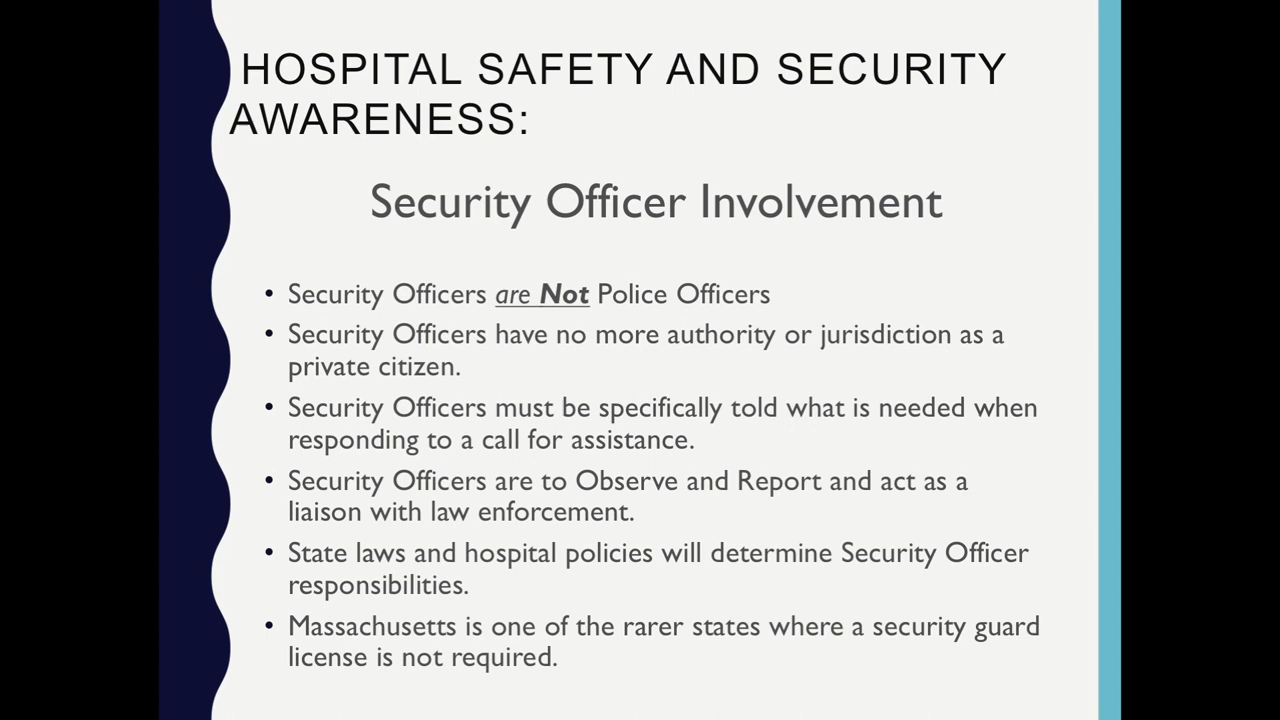 HOSPITAL SAFETY AND SECURITY
AWARENESS:
Security Officer Involvement
• Security Officers are Not Police Officers
• Security Officers have no more authority or jurisdiction as a
private citizen.
• Security Officers must be specifically told what is needed when
responding to a call for assistance.
• Security Officers are to Observe and Report and act as a
liaison with law enforcement.
• State laws and hospital policies will determine Security Officer
responsibilities.
• Massachusetts is one of the rarer states where a security guard
license is not required.